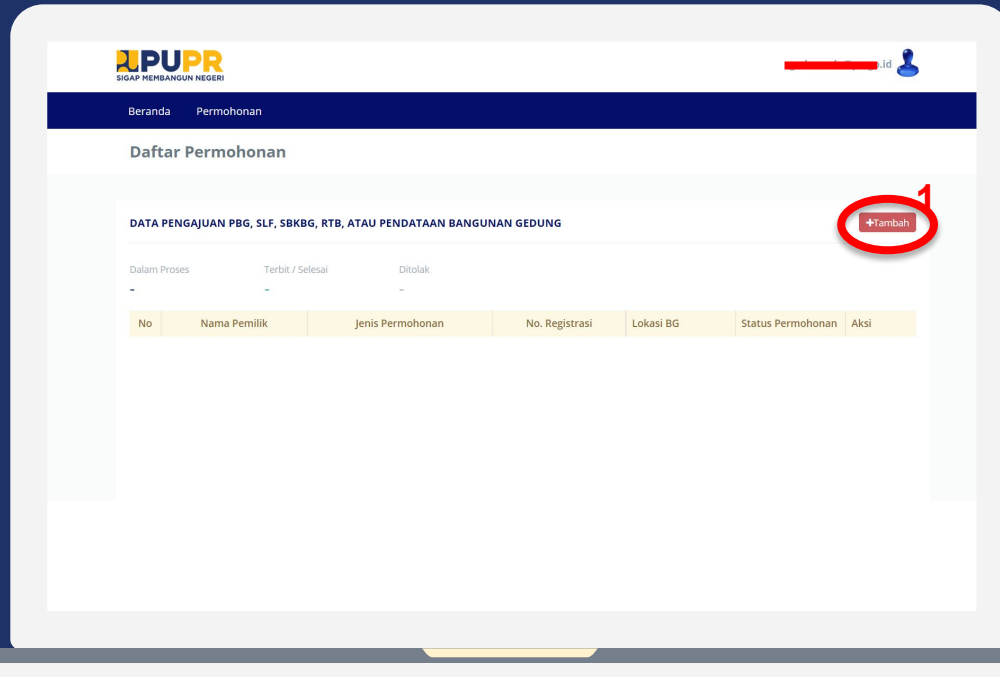 PUPR
SIGAP MEMBANGUN NEGERI
.id
Beranda Permohonan
Daftar Permohonan
1
DATA PENGAJUAN PBG, SLF, SBKBG, RTB, ATAU PENDATAAN BANGUNAN GEDUNG
+Tambah
Dalam Proses Terbit / Selesai Ditolak
- - -
No Nama Pemilik Jenis Permohonan No. Registrasi Lokasi BG Status Permohonan Aksi